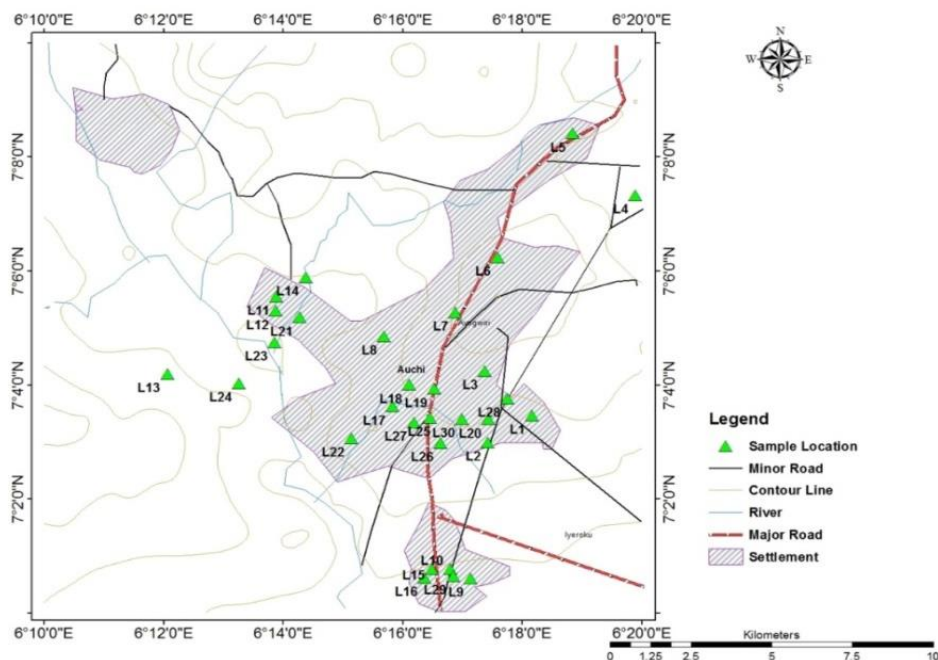 6°10'0"E 6°12'0"E 6°14'0"E 6°16'0"E 6°18'0"E 6°20'0"E
N
W E
S
7°8'0"N 7°8'0"N
L5
L4
7°6'0"N 7°6'0"N
L6
L14
L11
L12 L21
L7
L8
L23
7°4'0"N 7°4'0"N
Auchi
L3
L13
L24
L18 L19
L17
L28
L27 L25 L30 L20 L1
L22
L26 L2
7°2'0"N 7°2'0"N
L10
L15
L16 L29 L9
6°10'0"E 6°12'0"E 6°14'0"E 6°16'0"E 6°18'0"E 6°20'0"E
Legend
Sample Location
Minor Road
Contour Line
River
Major Road
Settlement
Kilometers
0 1.25 2.5 5 7.5 10